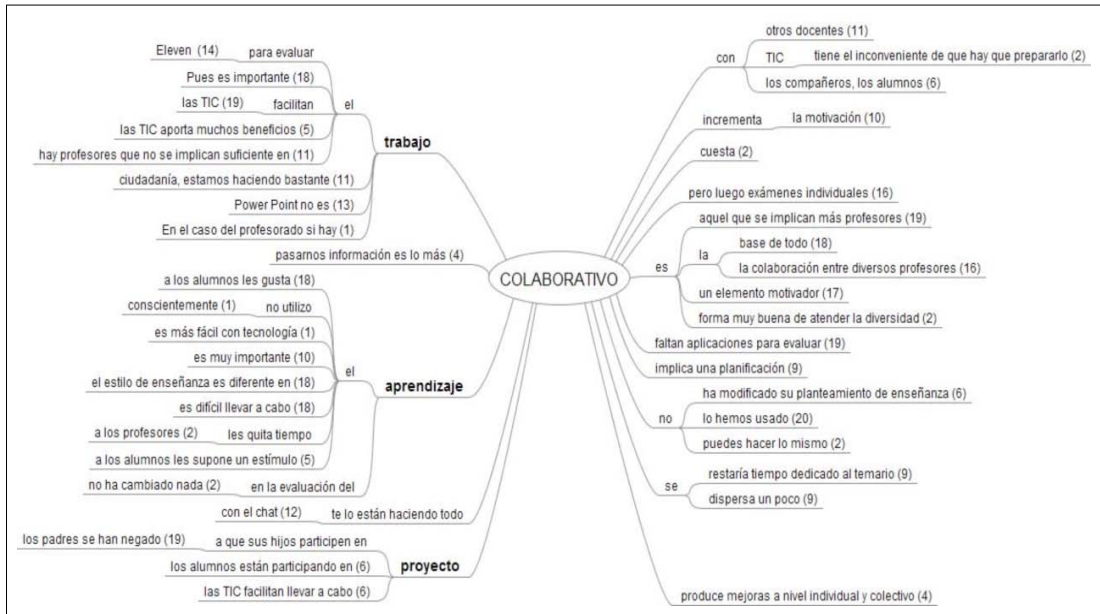 Eleven (14) para evaluar
Pues es importante (18)
las TIC (19) facilitan
el
las TIC aporta muchos beneficios (5)
hay profesores que no se implican suficiente en (11)
trabajo
ciudadanía, estamos haciendo bastante (11)
Power Point no es (13)
En el caso del profesorado si hay (1)
pasarnos información es lo más (4)
a los alumnos les gusta (18)
conscientemente (1) no utilizo
es más fácil con tecnología (1)
es muy importante (10)
el
el estilo de enseñanza es diferente en (18)
aprendizaje
es difícil llevar a cabo (18)
a los profesores (2) les quita tiempo
a los alumnos les supone un estímulo (5)
no ha cambiado nada (2) en la evaluación del
con el chat (12) te lo están haciendo todo
los padres se han negado (19) a que sus hijos participen en
los alumnos están participando en (6)
proyecto
las TIC facilitan llevar a cabo (6)
COLABORATIVO
con
otros docentes (11)
TIC tiene el inconveniente de que hay que prepararlo (2)
los compañeros, los alumnos (6)
incrementa la motivación (10)
cuesta (2)
pero luego exámenes individuales (16)
es
aquel que se implican más profesores (19)
la
base de todo (18)
la colaboración entre diversos profesores (16)
un elemento motivador (17)
forma muy buena de atender la diversidad (2)
faltan aplicaciones para evaluar (19)
implica una planificación (9)
no
ha modificado su planteamiento de enseñanza (6)
lo hemos usado (20)
puedes hacer lo mismo (2)
se
restaría tiempo dedicado al temario (9)
dispersa un poco (9)
produce mejoras a nivel individual y colectivo (4)